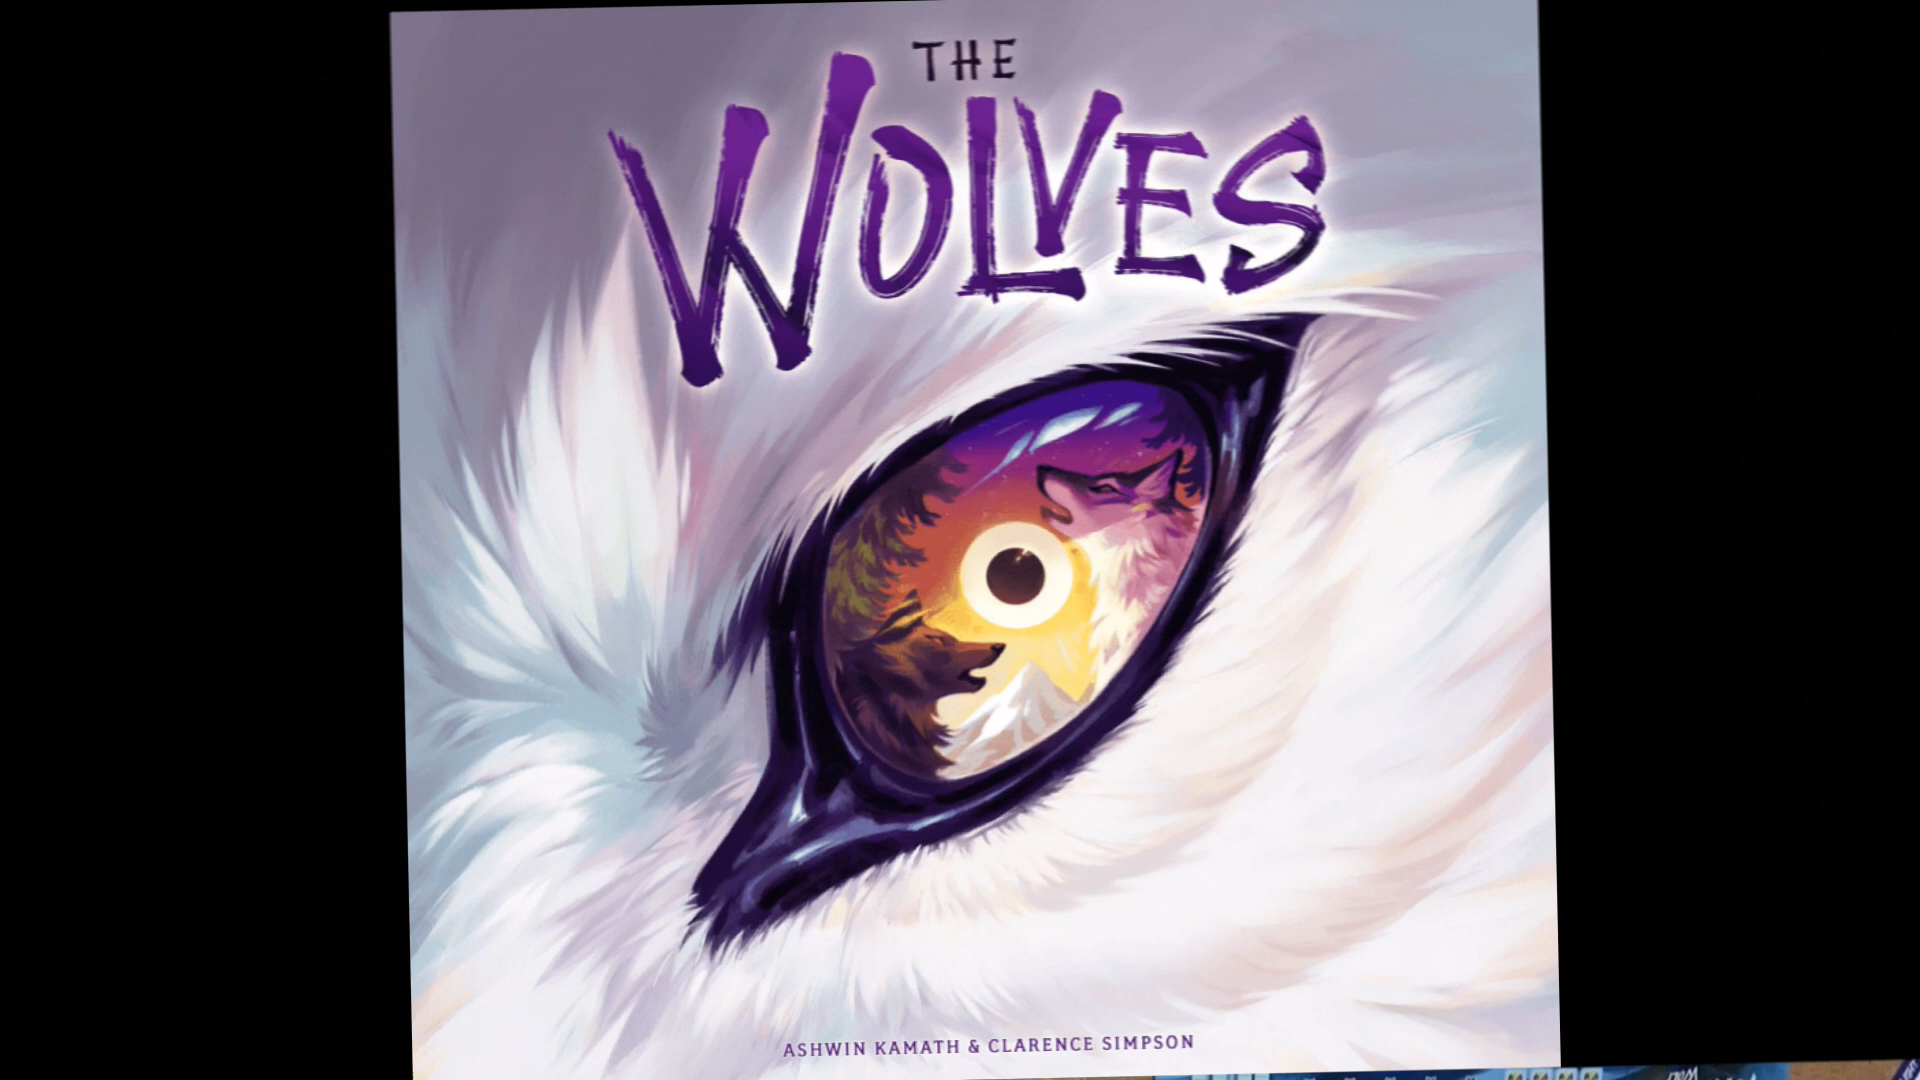 THE
WOLVES
ASHWIN KAMATH & CLARENCE SIMPSON